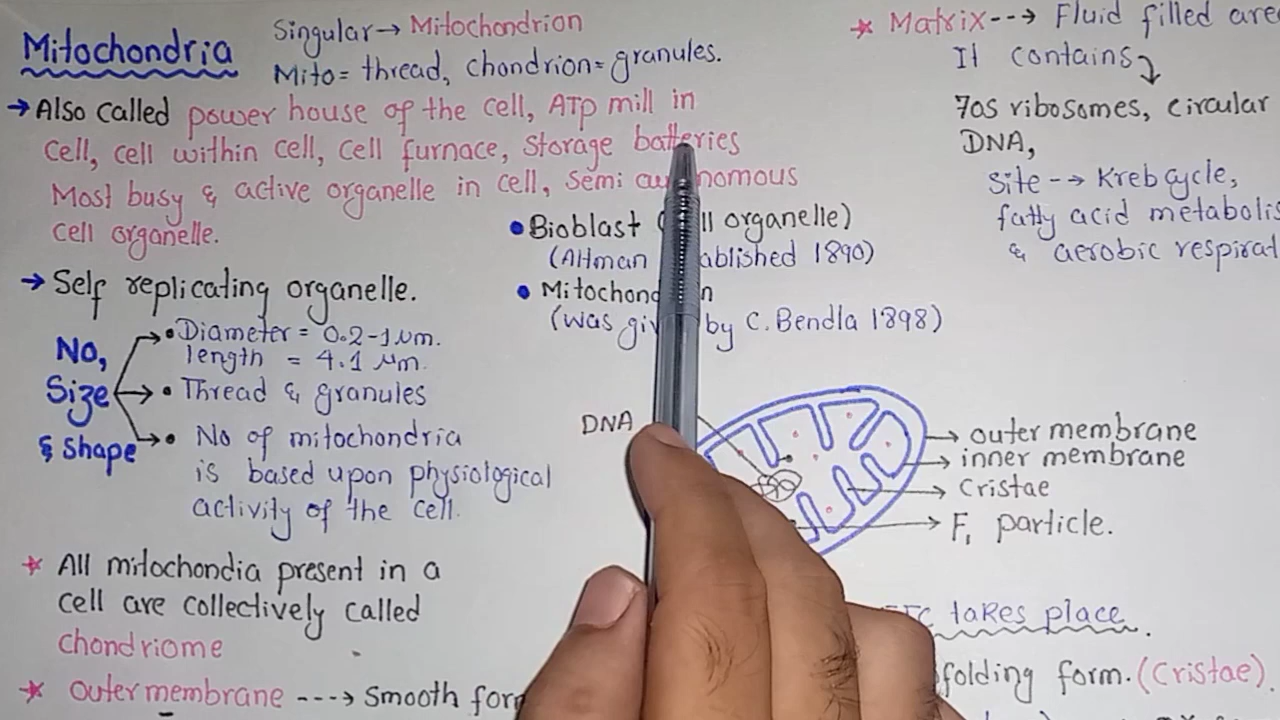 Mitochondria
Singular→ Mitochondrion
Mito= thread, chondrion= granules.
→ Also called power house of the cell, ATP mill in
cell, cell within cell, cell furnace, storage batteries
Most busy & active organelle in cell, semi
cell organelle.
• Bioblast organelle)
(Altman 1890)
• 
(was by C. Bendla 1898)
→ Self replicating organelle.
No,
Size
& shape
• Diameter = 0.2-1 um.
length = 4.1 μm.
• Thread & granules
• No of mitochondria
is based upon physiological
activity of the cell.
★ All mitochondia present in a
cell are collectively called
chondriome
★ Outer membrane ----→ Smooth
★ Matrix---→ Fluid filled
It contains
70s ribosomes, circular
DNA,
Site --→ Kreb cycle,
fatty acid
& aerobic
DNA
→ outer membrane
→ inner membrane
→ cristae
→ F₁ particle.
takes place.
folding form. (Cristae).